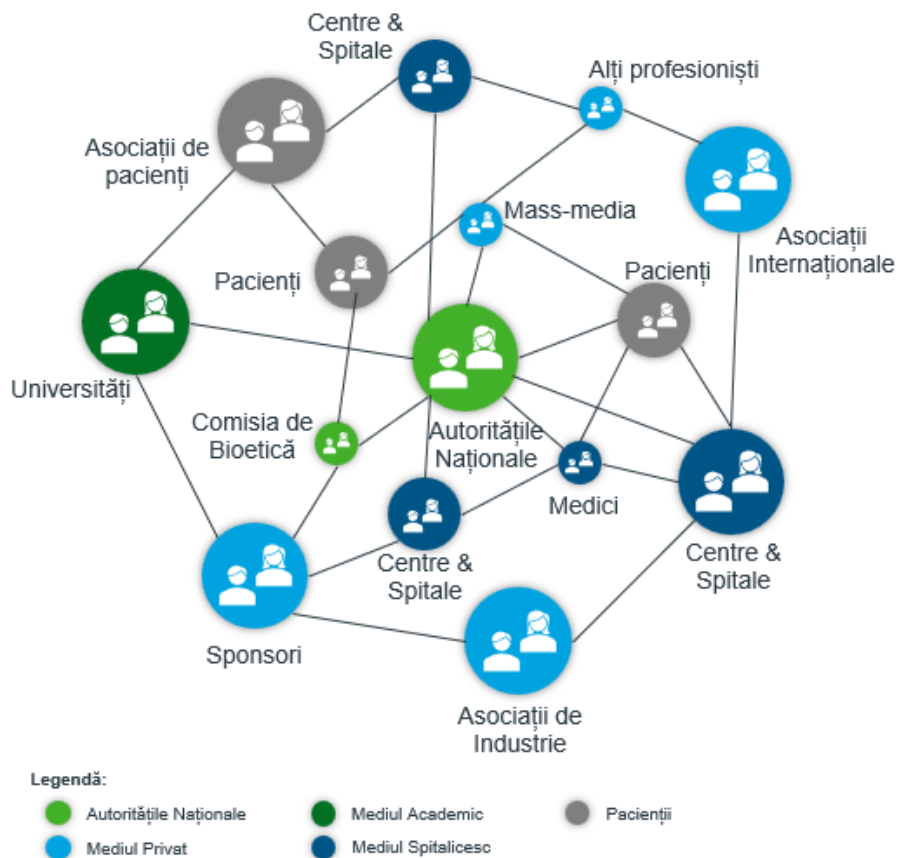 Centre &
Spitale
Alți profesioniști
Asociații de
pacienți
Mass-media
Asociații
Internaționale
Pacienți
Pacienți
Universități
Comisia de
Bioetică
Autoritățile
Naționale
Medici
Centre &
Spitale
Centre &
Spitale
Sponsori
Asociații de
Industrie
Legendă:
Autoritățile Naționale
Mediul Academic
Pacienții
Mediul Privat
Mediul Spitalicesc